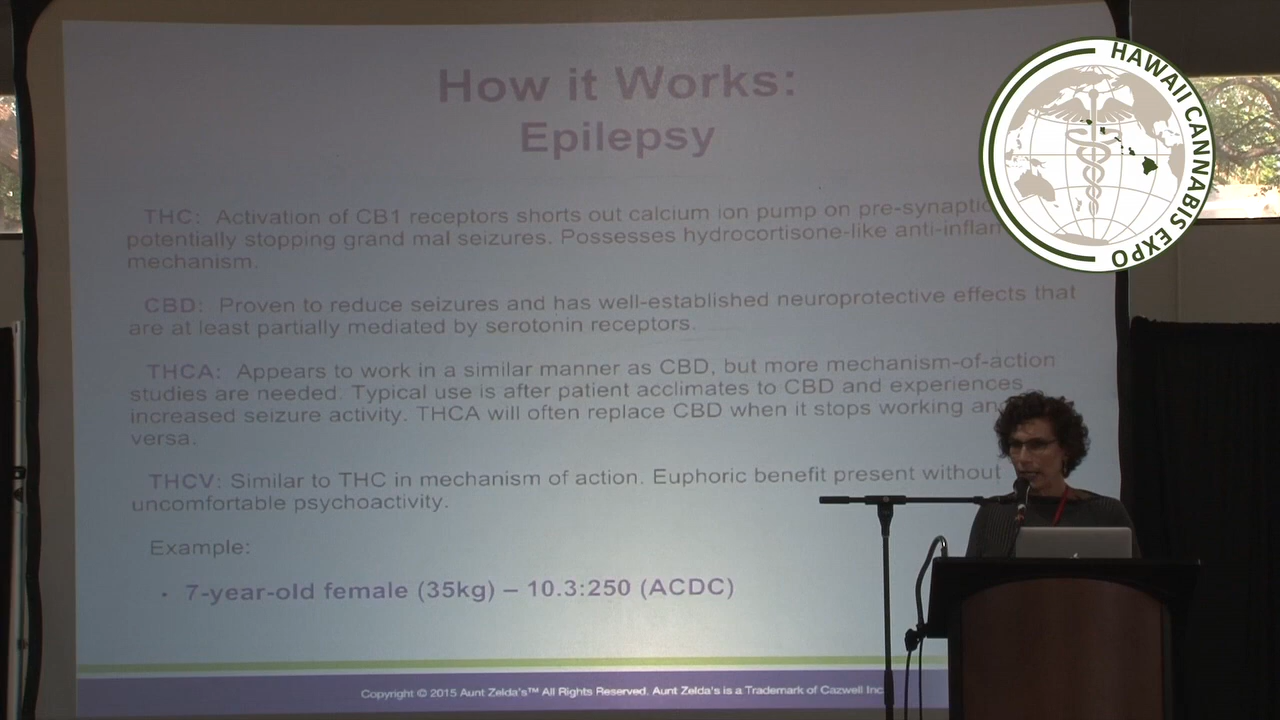 How it Works:
Epilepsy
THC: Activation of CB1 receptors shorts out calcium ion pump on
potentially stopping grand mal seizures. Possesses hydrocortisone-like
mechanism.
CBD: Proven to reduce seizures and has well-established neuroprotective effects that
are at least partially mediated by serotonin receptors.
THCA: Appears to work in a similar manner as CBD, but more mechanism-of-action
studies are needed. Typical use is after patient acclimates to CBD and experiences
increased seizure activity. THCA will often replace CBD when it stops working
versa.
THCV: Similar to THC in mechanism of action. Euphoric benefit present without
uncomfortable psychoactivity.
Example:
• 7-year-old female (35kg) – 10.3:250 (ACDC)
Copyright © 2015 Aunt Zelda's™ All Rights Reserved. Aunt Zelda's is a Trademark of Cazwell Inc
HAWAII CANNABIS EXPO